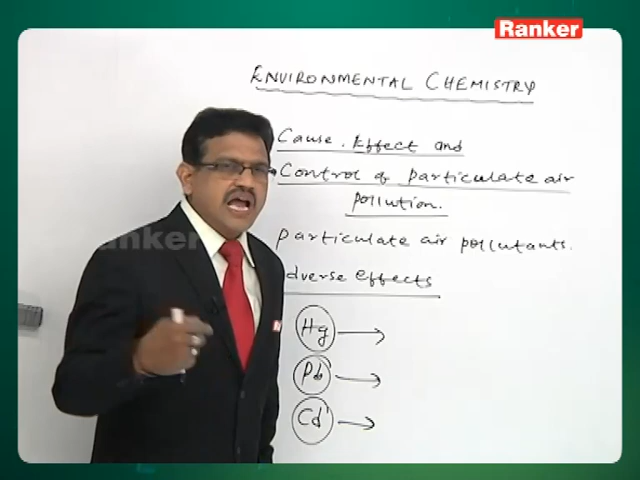 Ranker
ENVIRONMENTAL CHEMISTRY
Cause, Effect and
Control of particulate air
pollution.
Ranker
particulate air pollutants.
dverse effects
Hg →
Pb →
Cd →